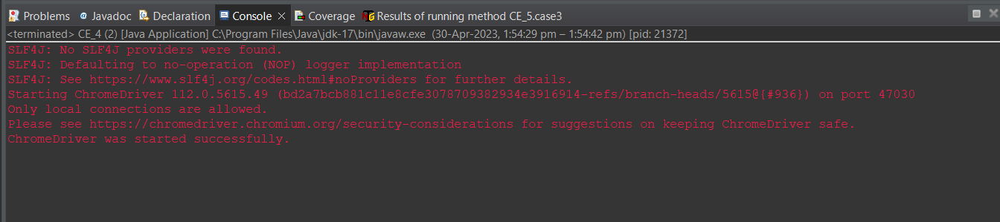 Problems Javadoc Declaration Console Coverage Results of running method CE_5.case3
<terminated> CE_4 (2) [Java Application] C:\Program Files\Java\jdk-17\bin\javaw.exe (30-Apr-2023, 1:54:29 pm – 1:54:42 pm) [pid: 21372]
SLF4J: No SLF4J providers were found.
SLF4J: Defaulting to no-operation (NOP) logger implementation
SLF4J: See https://www.slf4j.org/codes.html#noProviders for further details.
Starting ChromeDriver 112.0.5615.49 (bd2a7bcb881c11e8cfe3078709382934e3916914-refs/branch-heads/5615@{#936}) on port 47030
Only local connections are allowed.
Please see https://chromedriver.chromium.org/security-considerations for suggestions on keeping ChromeDriver safe.
ChromeDriver was started successfully.